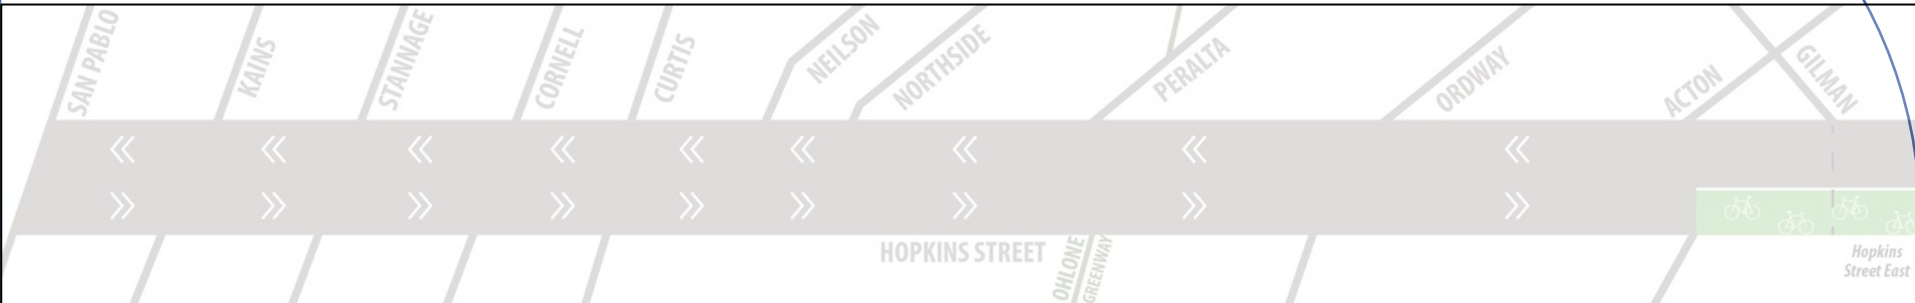 SAN PABLO
KAINS
STANNAGE
CORNELL
CURTIS
NEILSON
NORTHSIDE
PERALTA
ORDWAY
ACTON
GILMAN
HOPKINS STREET
OHLONE
GREENWAY
Hopkins
Street East